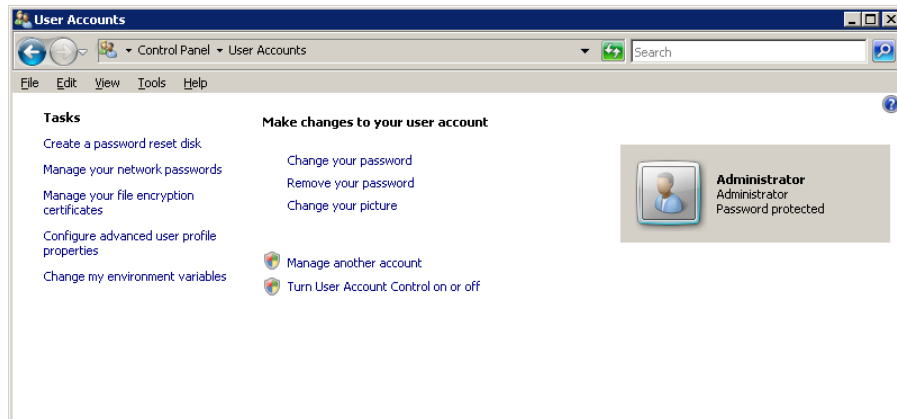 User Accounts
Control Panel User Accounts
Search
File Edit View Tools Help
Tasks
Create a password reset disk
Manage your network passwords
Manage your file encryption
certificates
Configure advanced user profile
properties
Change my environment variables
Make changes to your user account
Change your password
Remove your password
Change your picture
Manage another account
Turn User Account Control on or off
?
Administrator
Administrator
Password protected